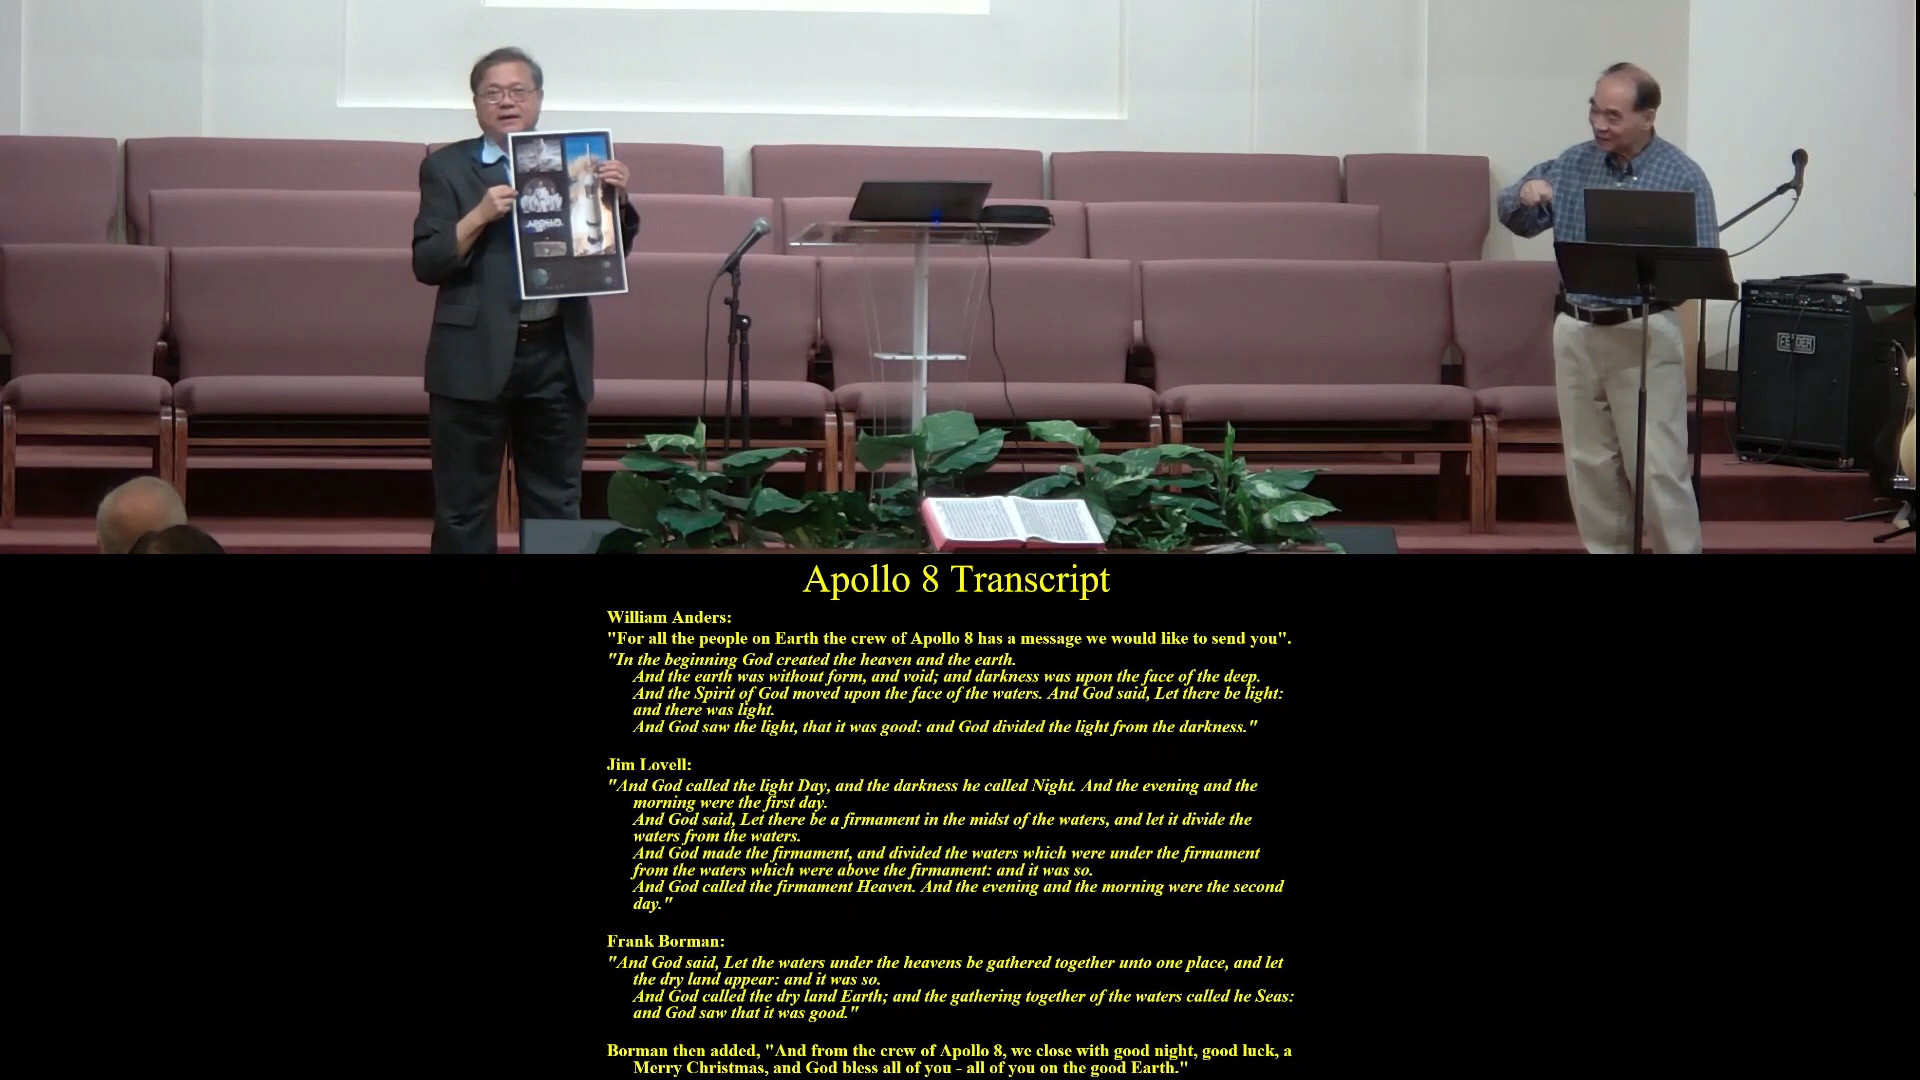 APOLLO
FENDER
Apollo 8 Transcript
William Anders:
"For all the people on Earth the crew of Apollo 8 has a message we would like to send you".
"In the beginning God created the heaven and the earth.
And the earth was without form, and void; and darkness was upon the face of the deep.
And the Spirit of God moved upon the face of the waters. And God said, Let there be light:
and there was light.
And God saw the light, that it was good: and God divided the light from the darkness."
Jim Lovell:
"And God called the light Day, and the darkness he called Night. And the evening and the
morning were the first day.
And God said, Let there be a firmament in the midst of the waters, and let it divide the
waters from the waters.
And God made the firmament, and divided the waters which were under the firmament
from the waters which were above the firmament: and it was so.
And God called the firmament Heaven. And the evening and the morning were the second
day."
Frank Borman:
"And God said, Let the waters under the heavens be gathered together unto one place, and let
the dry land appear: and it was so.
And God called the dry land Earth; and the gathering together of the waters called he Seas:
and God saw that it was good."
Borman then added, "And from the crew of Apollo 8, we close with good night, good luck, a
Merry Christmas, and God bless all of you - all of you on the good Earth."